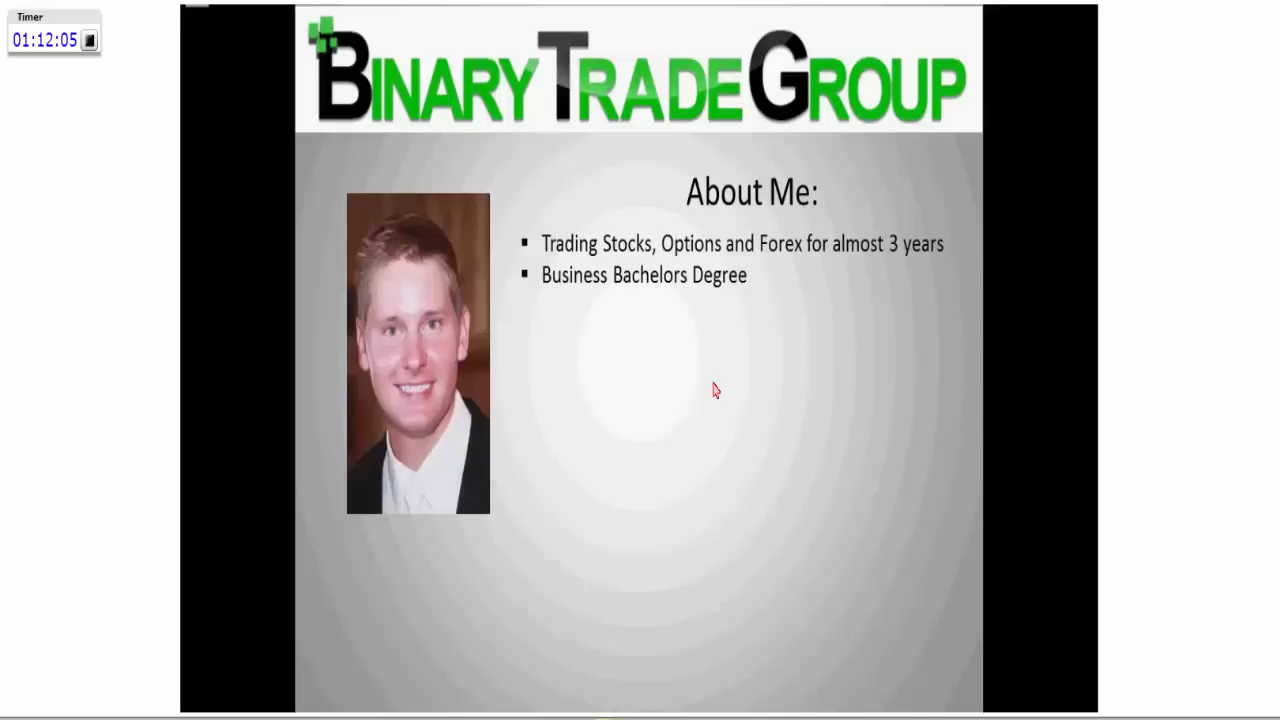 Timer
01:12:05
BINARY TRADE GROUP
About Me:
▪ Trading Stocks, Options and Forex for almost 3 years
▪ Business Bachelors Degree